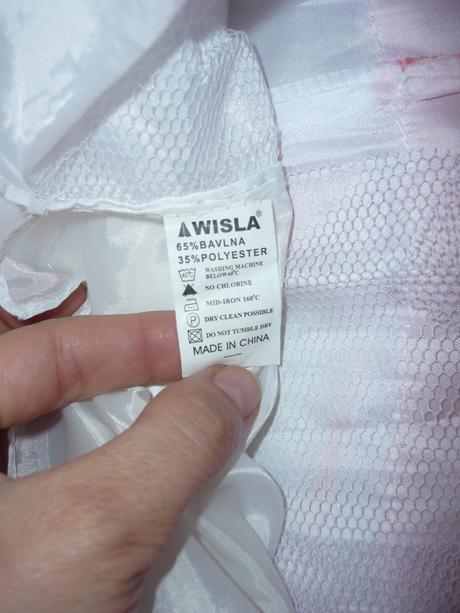 WISLA®
65%BAVLNA
35%POLYESTER
40°C WASHING MACHINE
BELOW 40°C
NO CHLORINE
MID-IRON 160°C
P DRY CLEAN POSSIBLE
DO NOT TUMBLE DRY
MADE IN CHINA